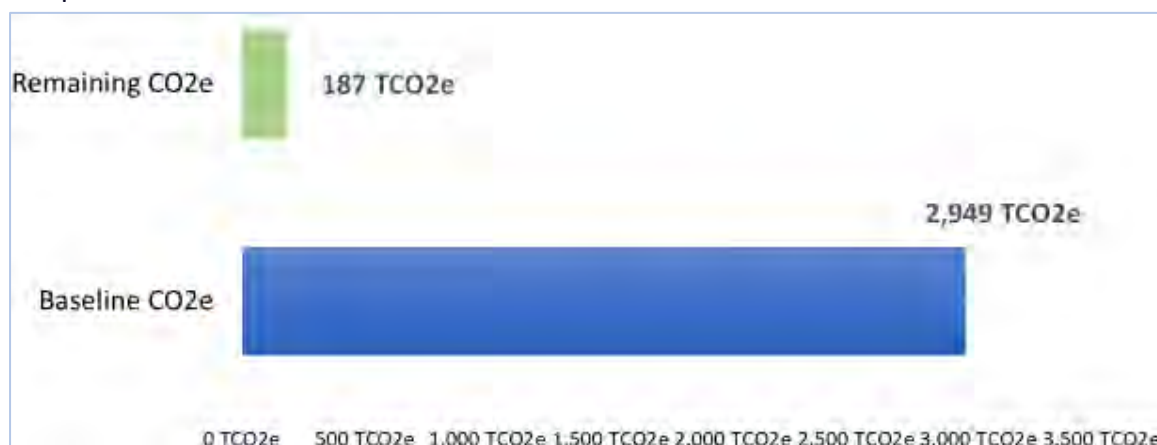 Remaining CO2e
187 TCO2e
2,949 TCO2e
Baseline CO2e
0 TCO2e 500 TCO2e 1,000 TCO2e 1,500 TCO2e 2,000 TCO2e 2,500 TCO2e 3,000 TCO2e 3,500 TCO2e